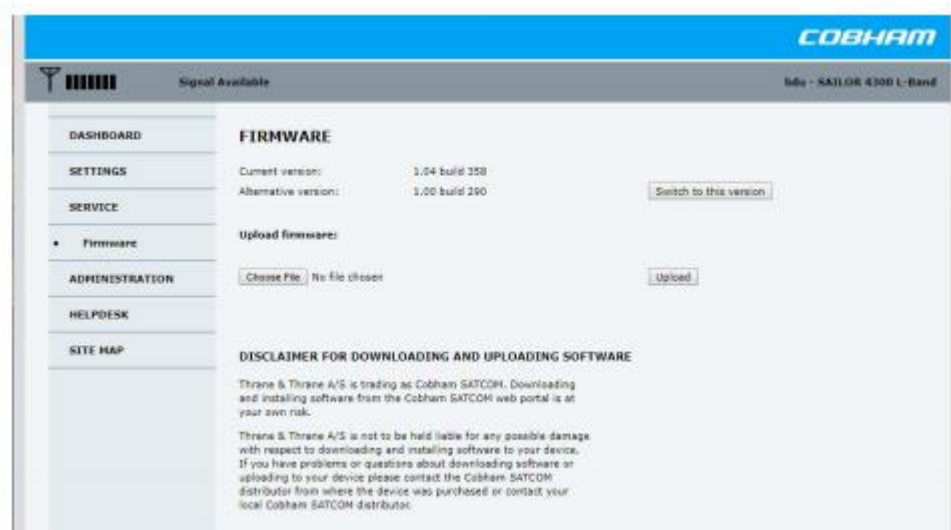 COBHAM
Signal Available
SAILOR 4300 L-Band
DASHBOARD
SETTINGS
SERVICE
Firmware
ADMINISTRATION
HELPDESK
SITE MAP
FIRMWARE
Current version: 1.04 build 358
Alternative version: 1.00 build 290 Switch to this version
Upload firmware:
Choose File No file chosen Upload
DISCLAIMER FOR DOWNLOADING AND UPLOADING SOFTWARE
Thrane & Thrane A/S is trading as Cobham SATCOM. Downloading
and installing software from the Cobham SATCOM web portal is at
your own risk.
Thrane & Thrane A/S is not to be held liable for any possible damage
with respect to downloading and installing software to your device.
If you have problems or questions about downloading software or
uploading to your device please contact the Cobham SATCOM
distributor from where the device was purchased or contact your
local Cobham SATCOM distributor.